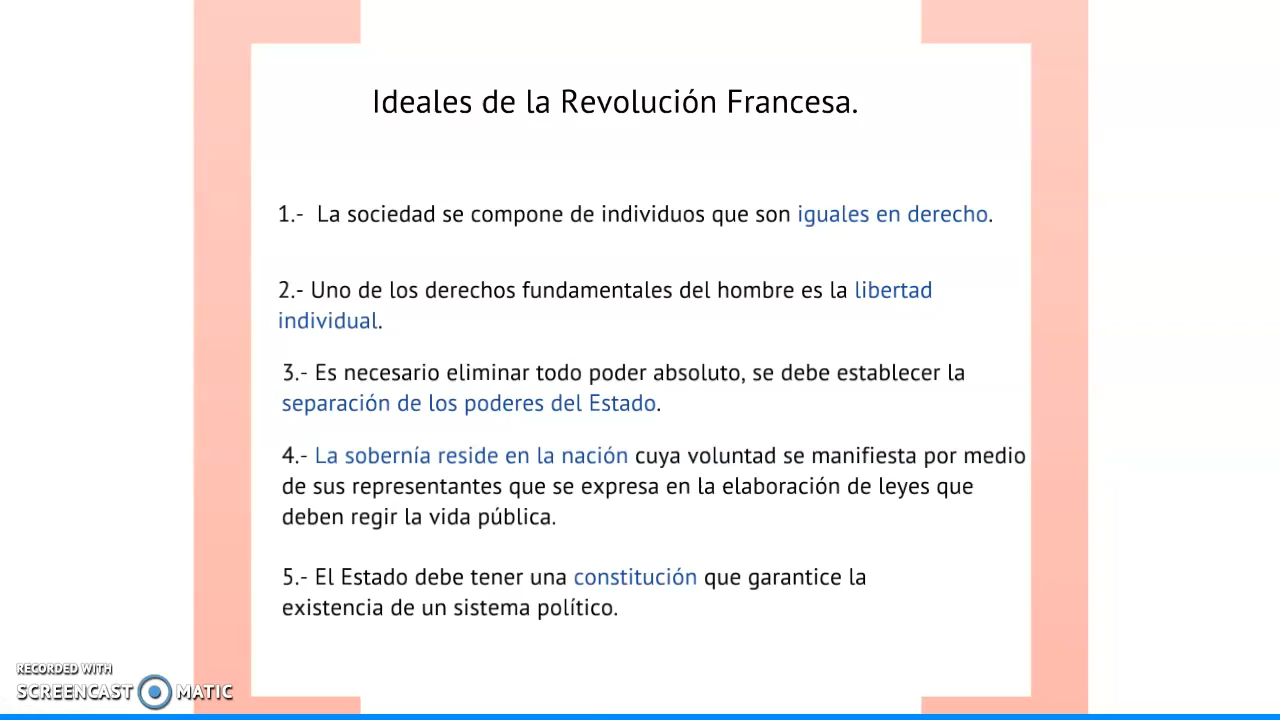 Ideales de la Revolución Francesa.
1.- La sociedad se compone de individuos que son iguales en derecho.
2.- Uno de los derechos fundamentales del hombre es la libertad
individual.
3.- Es necesario eliminar todo poder absoluto, se debe establecer la
separación de los poderes del Estado.
4.- La sobernía reside en la nación cuya voluntad se manifiesta por medio
de sus representantes que se expresa en la elaboración de leyes que
deben regir la vida pública.
5.- El Estado debe tener una constitución que garantice la
existencia de un sistema político.
RECORDED WITH
SCREENCAST MATIC